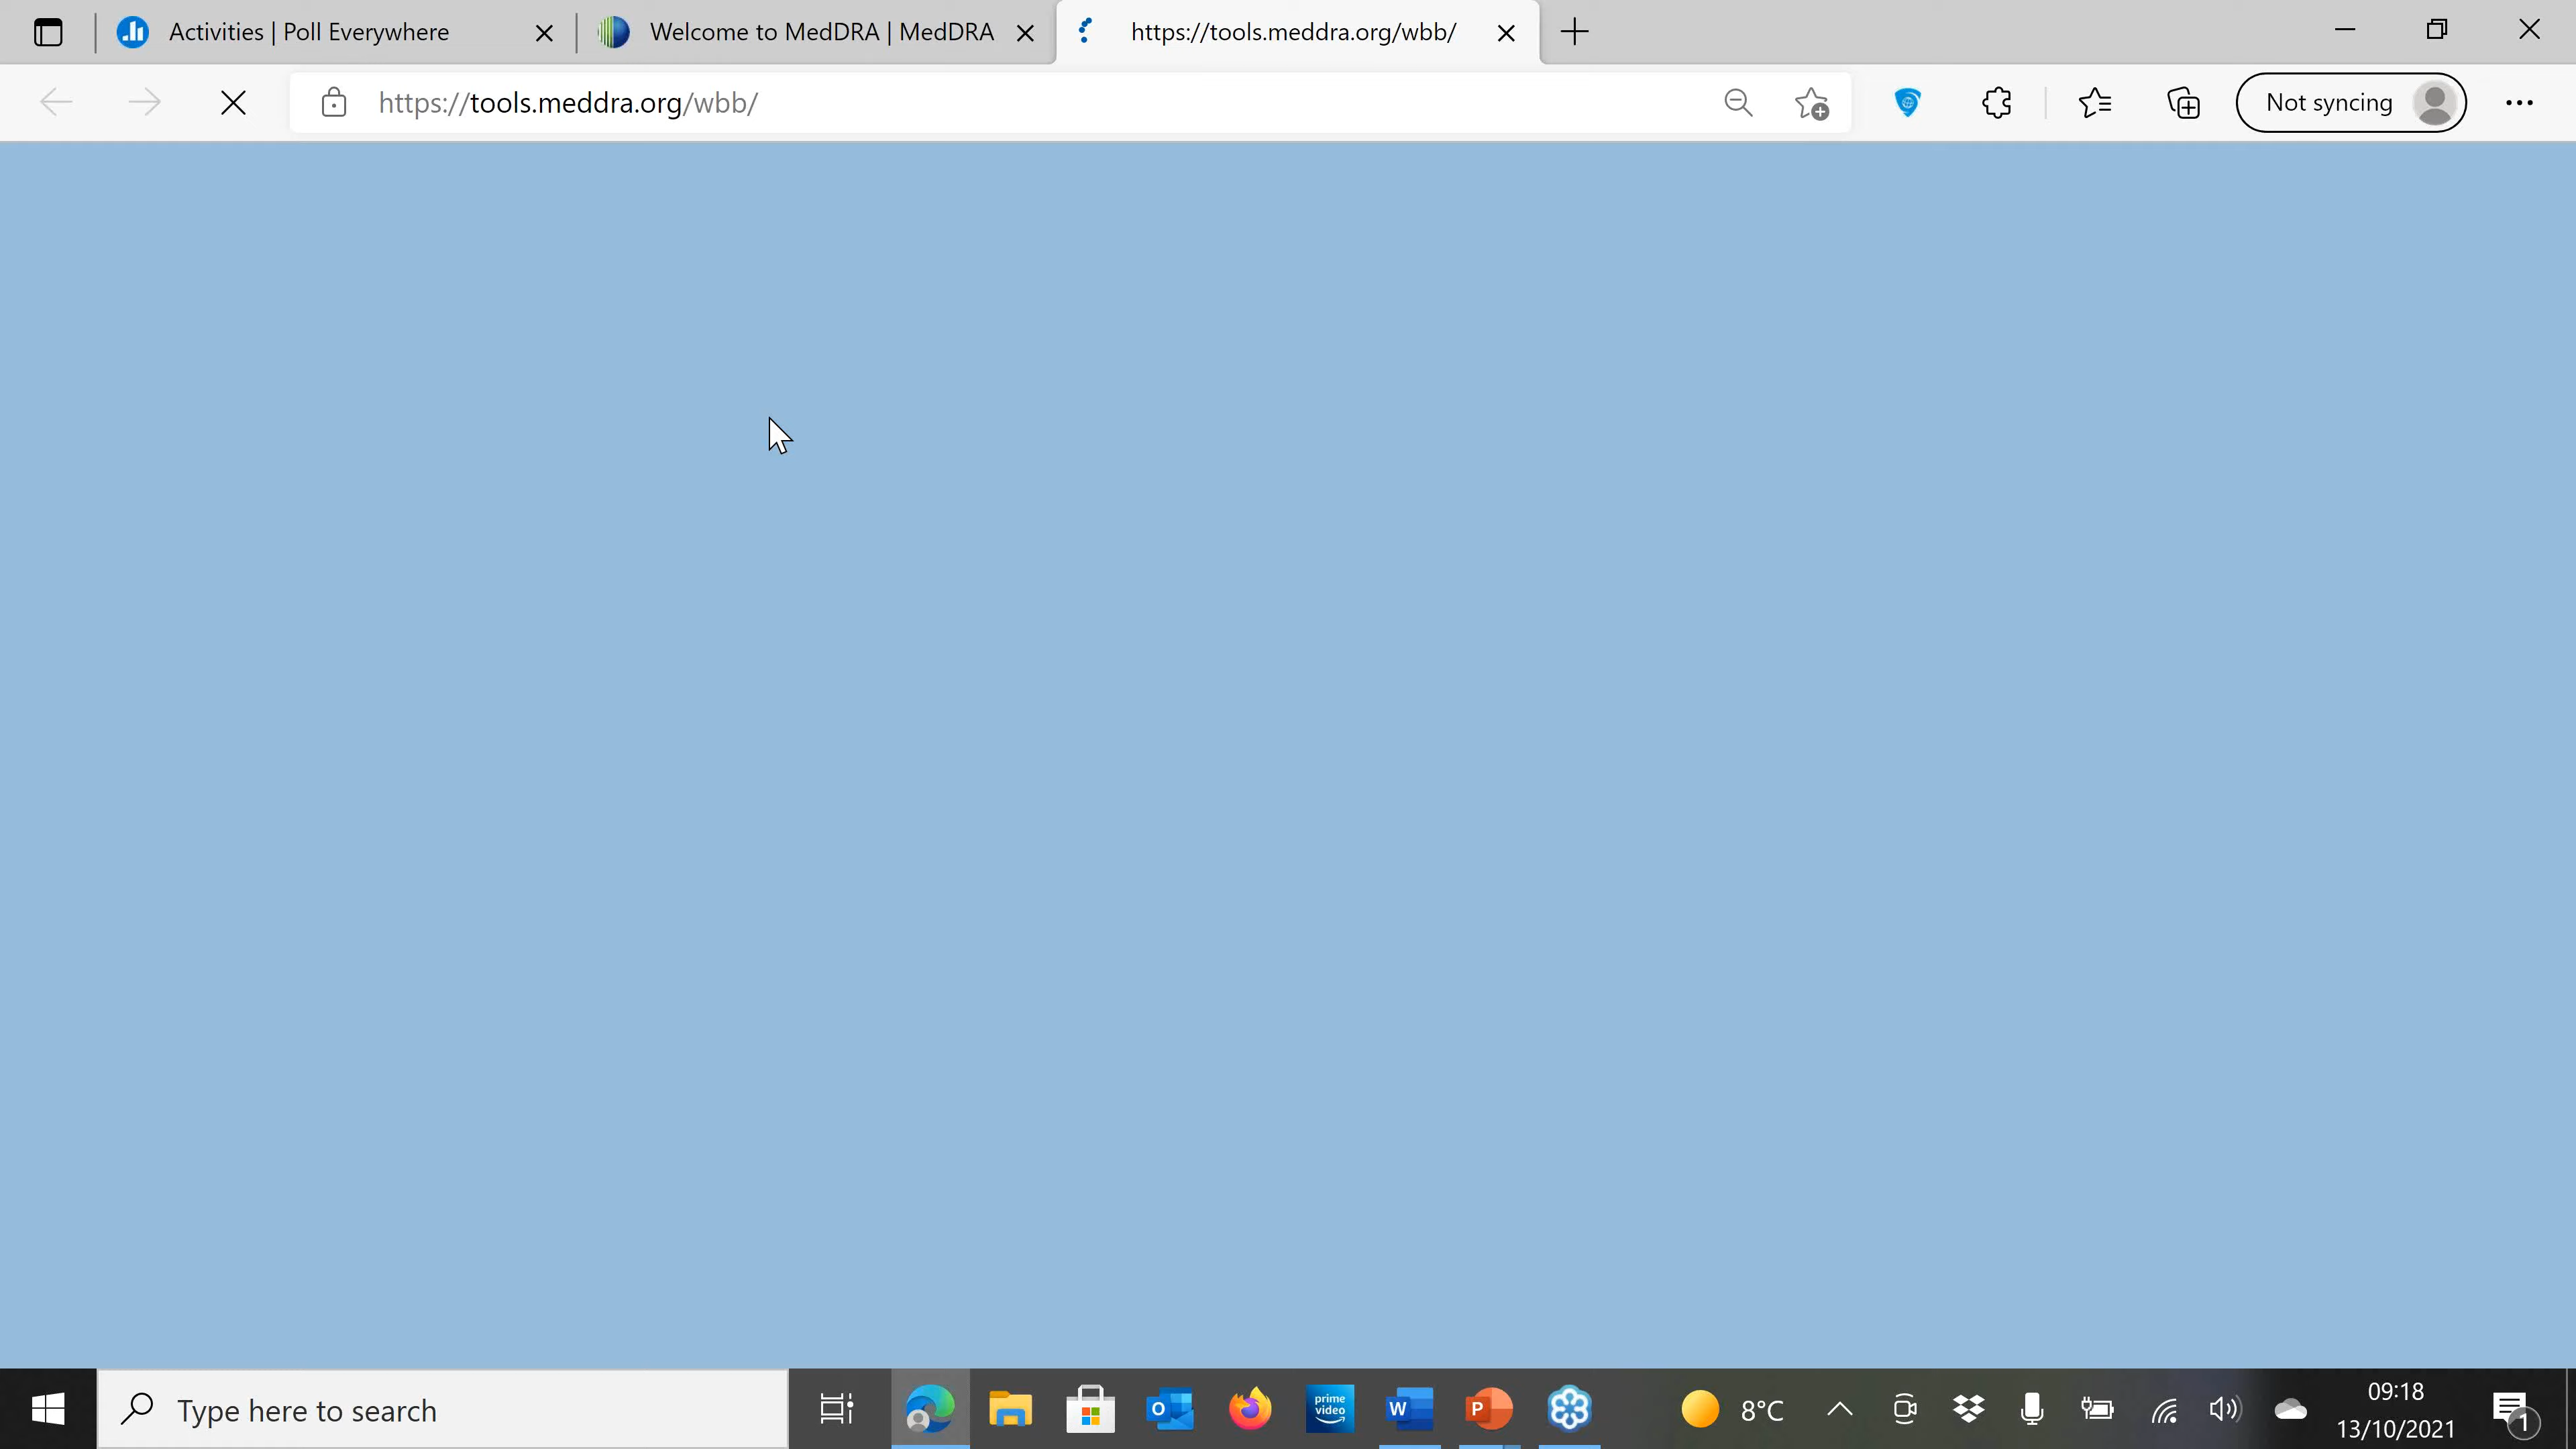 Activities | Poll Everywhere
Welcome to MedDRA | MedDRA
https://tools.meddra.org/wbb/
https://tools.meddra.org/wbb/
Not syncing
Type here to search
O
prime
video
W
P
8°C
09:18
13/10/2021
1